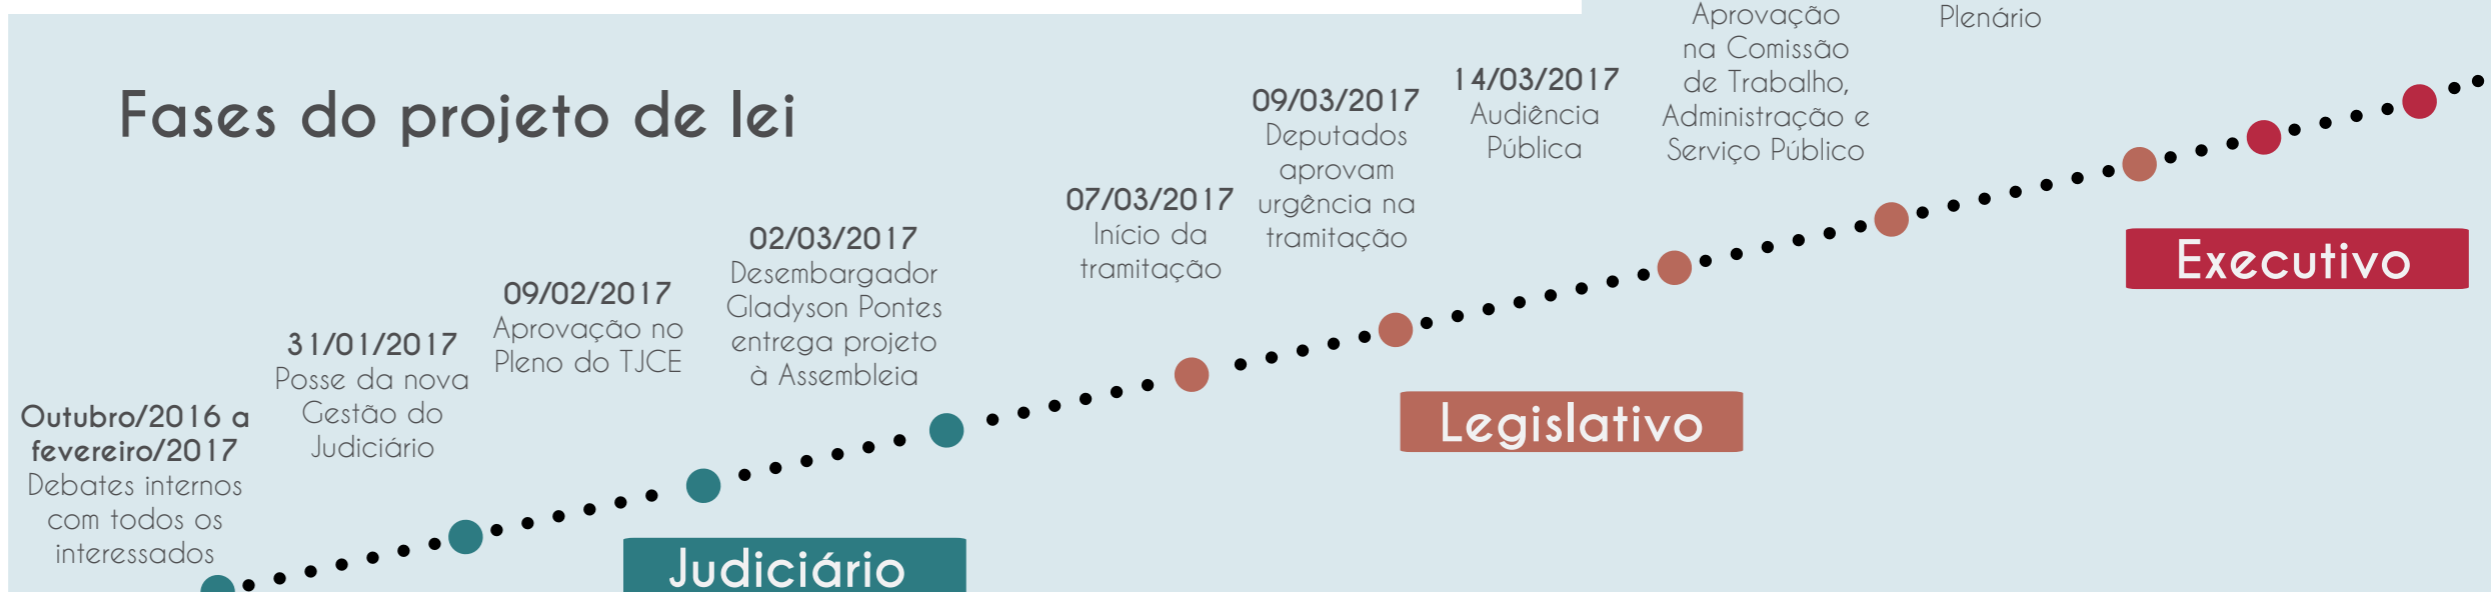 Fases do projeto de lei
Outubro/2016 a
fevereiro/2017
Debates internos
com todos os
interessados
31/01/2017
Posse da nova
Gestão do
Judiciário
09/02/2017
Aprovação no
Pleno do TJCE
02/03/2017
Desembargador
Gladyson Pontes
entrega projeto
à Assembleia
07/03/2017
Início da
tramitação
09/03/2017
Deputados
aprovam
urgência na
tramitação
14/03/2017
Audiência
Pública
Aprovação
na Comissão
de Trabalho,
Administração e
Serviço Público
Plenário
Judiciário
Legislativo
Executivo